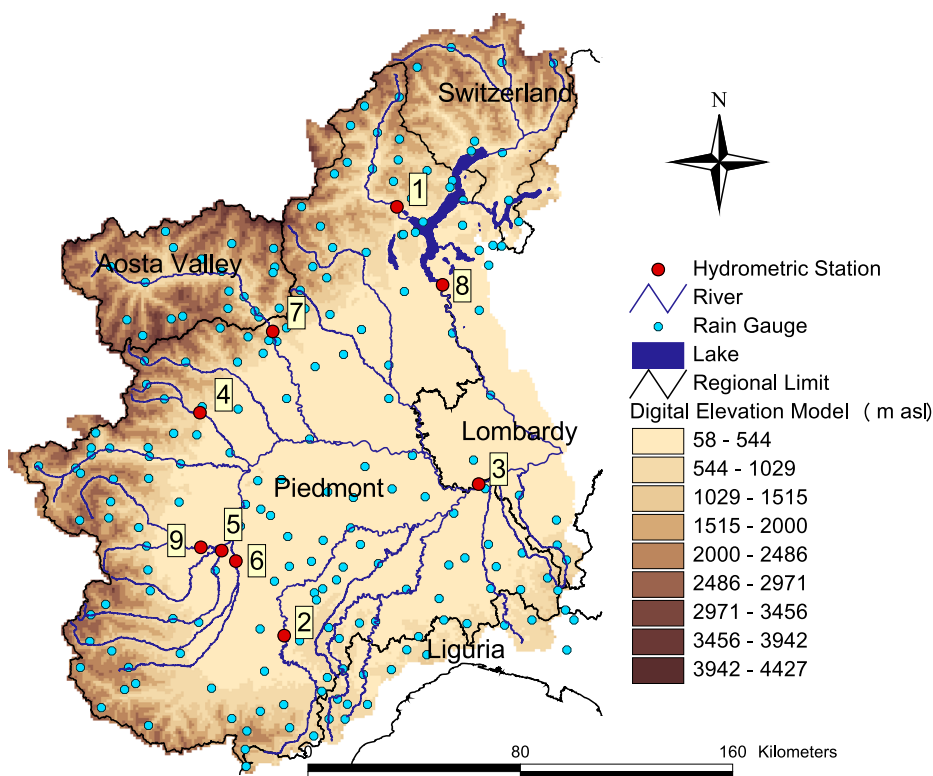 Switzerland
N
1
Aosta Valley
8
7
4
Lombardy
3
Piedmont
5
9
6
2
Liguria
Hydrometric Station
River
Rain Gauge
Lake
Regional Limit
Digital Elevation Model ( m asl)
58 - 544
544 - 1029
1029 - 1515
1515 - 2000
2000 - 2486
2486 - 2971
2971 - 3456
3456 - 3942
3942 - 4427
0 80 160 Kilometers